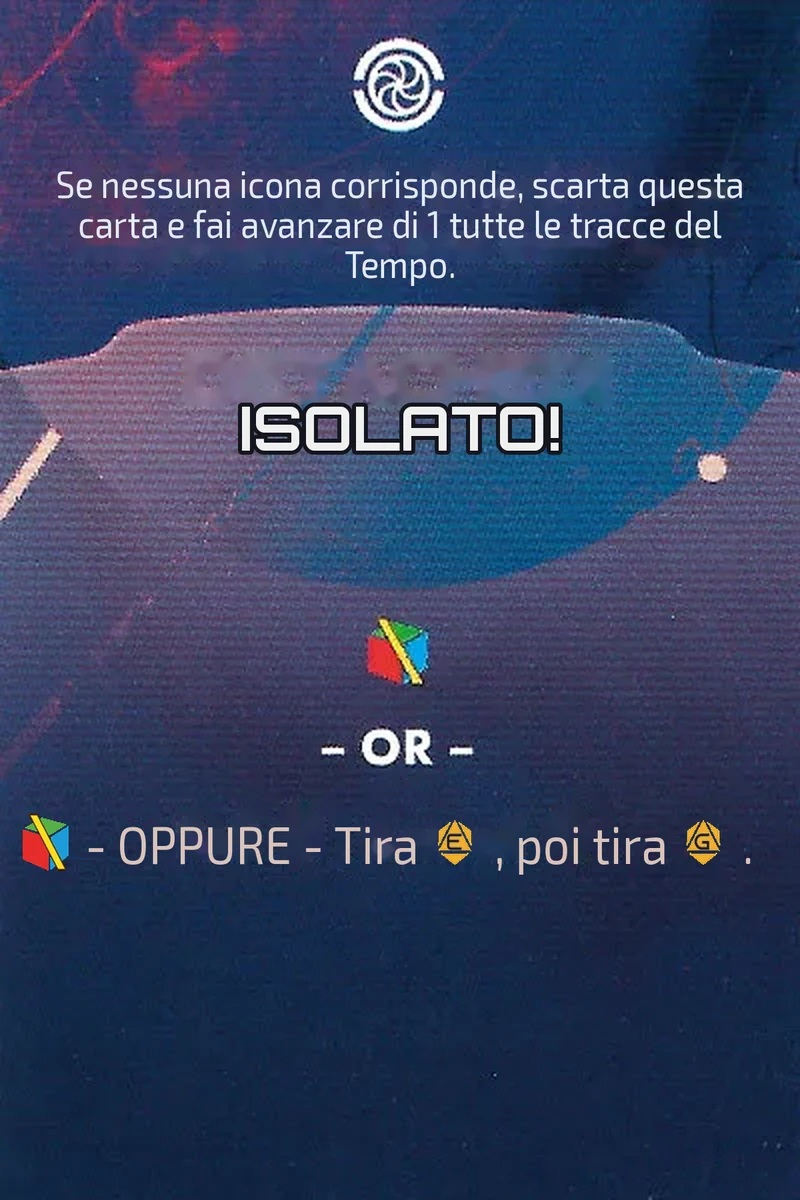 Se nessuna icona corrisponde, scarta questa
carta e fai avanzare di 1 tutte le tracce del
Tempo.
ISOLATO!
– OR –
- OPPURE - Tira E , poi tira G .